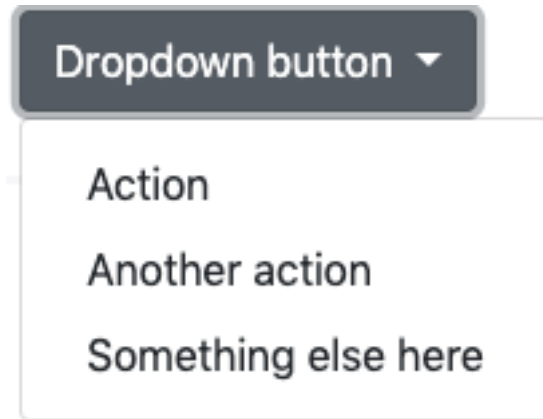 Dropdown button
Action
Another action
Something else here